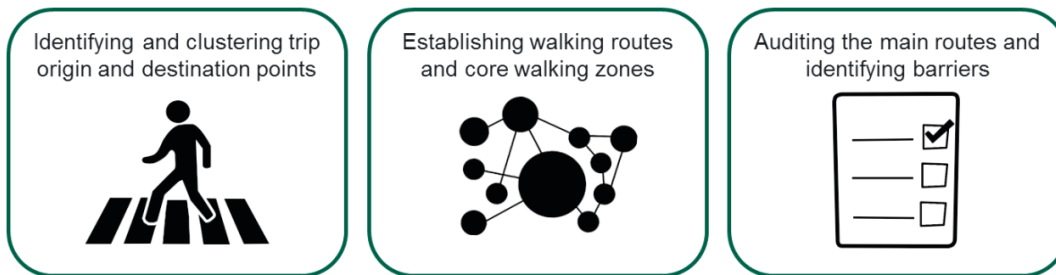 Identifying and clustering trip
origin and destination points
Establishing walking routes
and core walking zones
Auditing the main routes and
identifying barriers